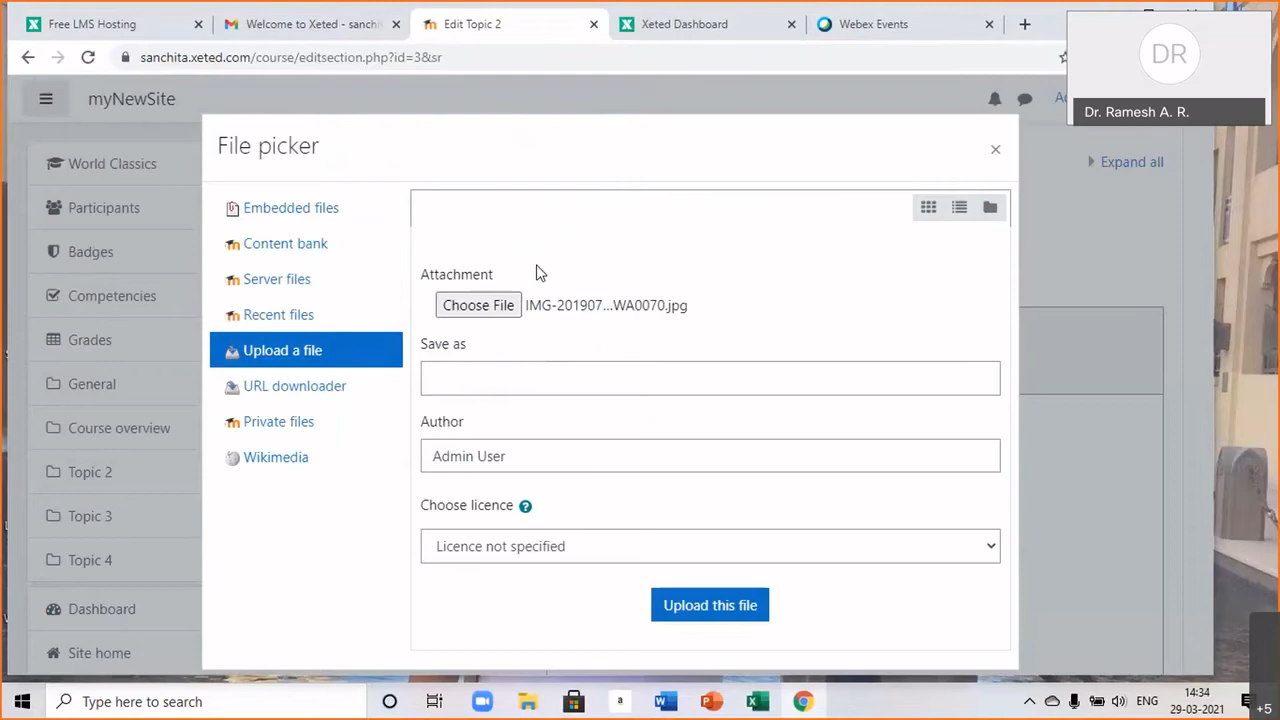 Free LMS Hosting
Welcome to Xeted - sanchit
Edit Topic 2
Xeted Dashboard
Webex Events
sanchita.xeted.com/course/editsection.php?id=3&sr
DR
Dr. Ramesh A. R.
myNewSite
File picker
World Classics
Participants
Badges
Competencies
Grades
General
Course overview
Topic 2
Topic 3
Topic 4
Dashboard
Site home
Embedded files
Content bank
Server files
Recent files
Upload a file
URL downloader
Private files
Wikimedia
Attachment
Choose File IMG-201907...WA0070.jpg
Save as
Author
Admin User
Choose licence
Licence not specified
Upload this file
Expand all
Type here to search
ENG
14:34
29-03-2021
+5